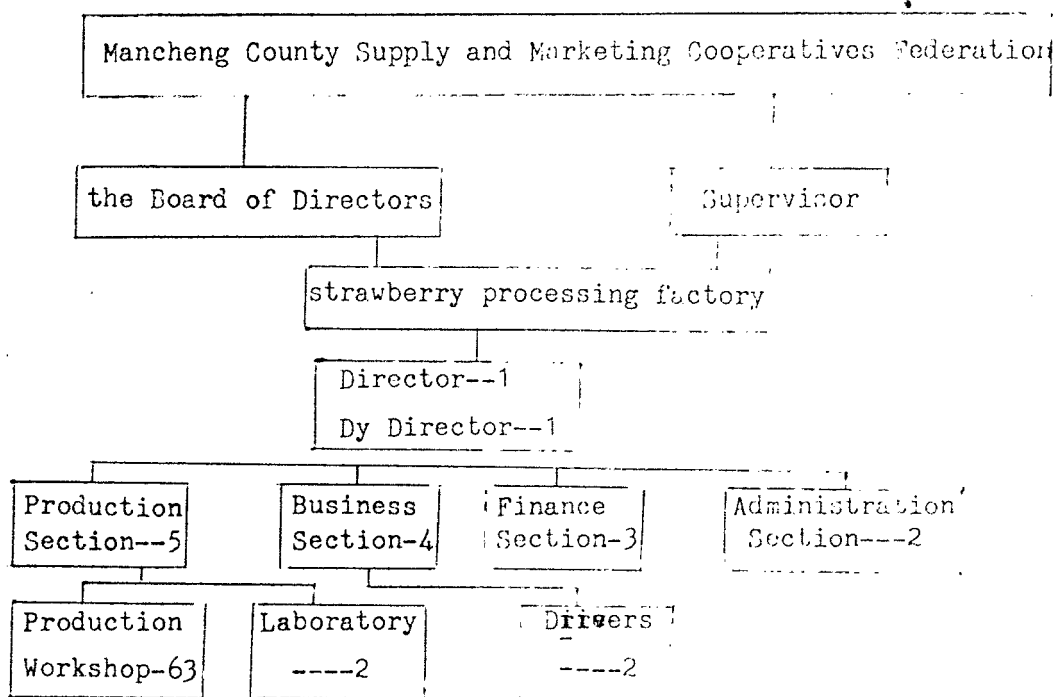 Mancheng County Supply and Marketing Cooperatives Federation
the Board of Directors
Supervisor
strawberry processing factory
Director--1
Dy Director--1
Production
Section--5
Business
Section-4
Finance
Section-3
Administration
Section---2
Production
Workshop-63
Laboratory
----2
Drivers
----2